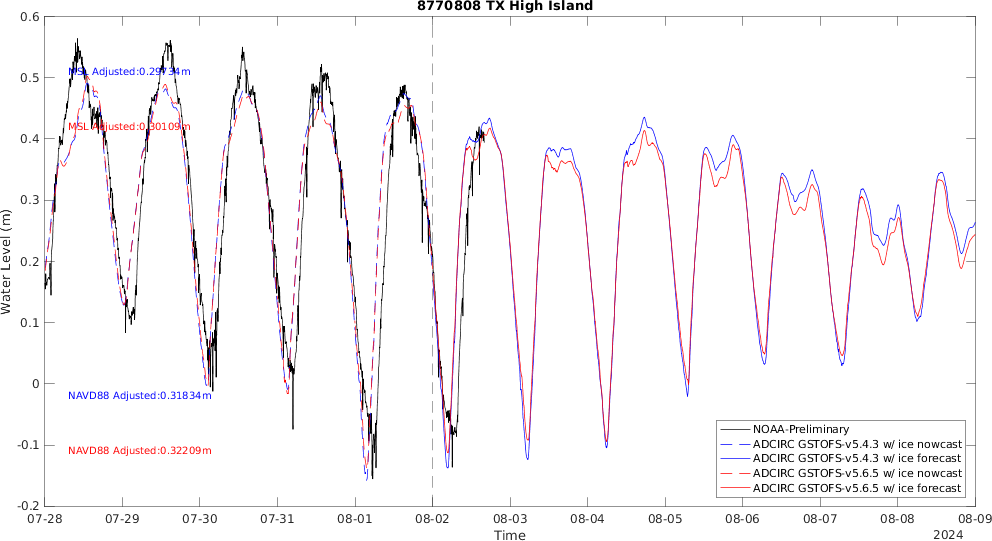 8770808 TX High Island
0.6
0.5
0.4
0.3
0.2
0.1
0
-0.1
-0.2
Water Level (m)
MSL Adjusted:0.29734m
MSL Adjusted:0.30109m
NAVD88 Adjusted:0.31834m
NAVD88 Adjusted:0.32209m
NOAA-Preliminary
ADCIRC GSTOFS-v5.4.3 w/ ice nowcast
ADCIRC GSTOFS-v5.4.3 w/ ice forecast
ADCIRC GSTOFS-v5.6.5 w/ ice nowcast
ADCIRC GSTOFS-v5.6.5 w/ ice forecast
07-28 07-29 07-30 07-31 08-01 08-02 08-03 08-04 08-05 08-06 08-07 08-08 08-09
Time
2024